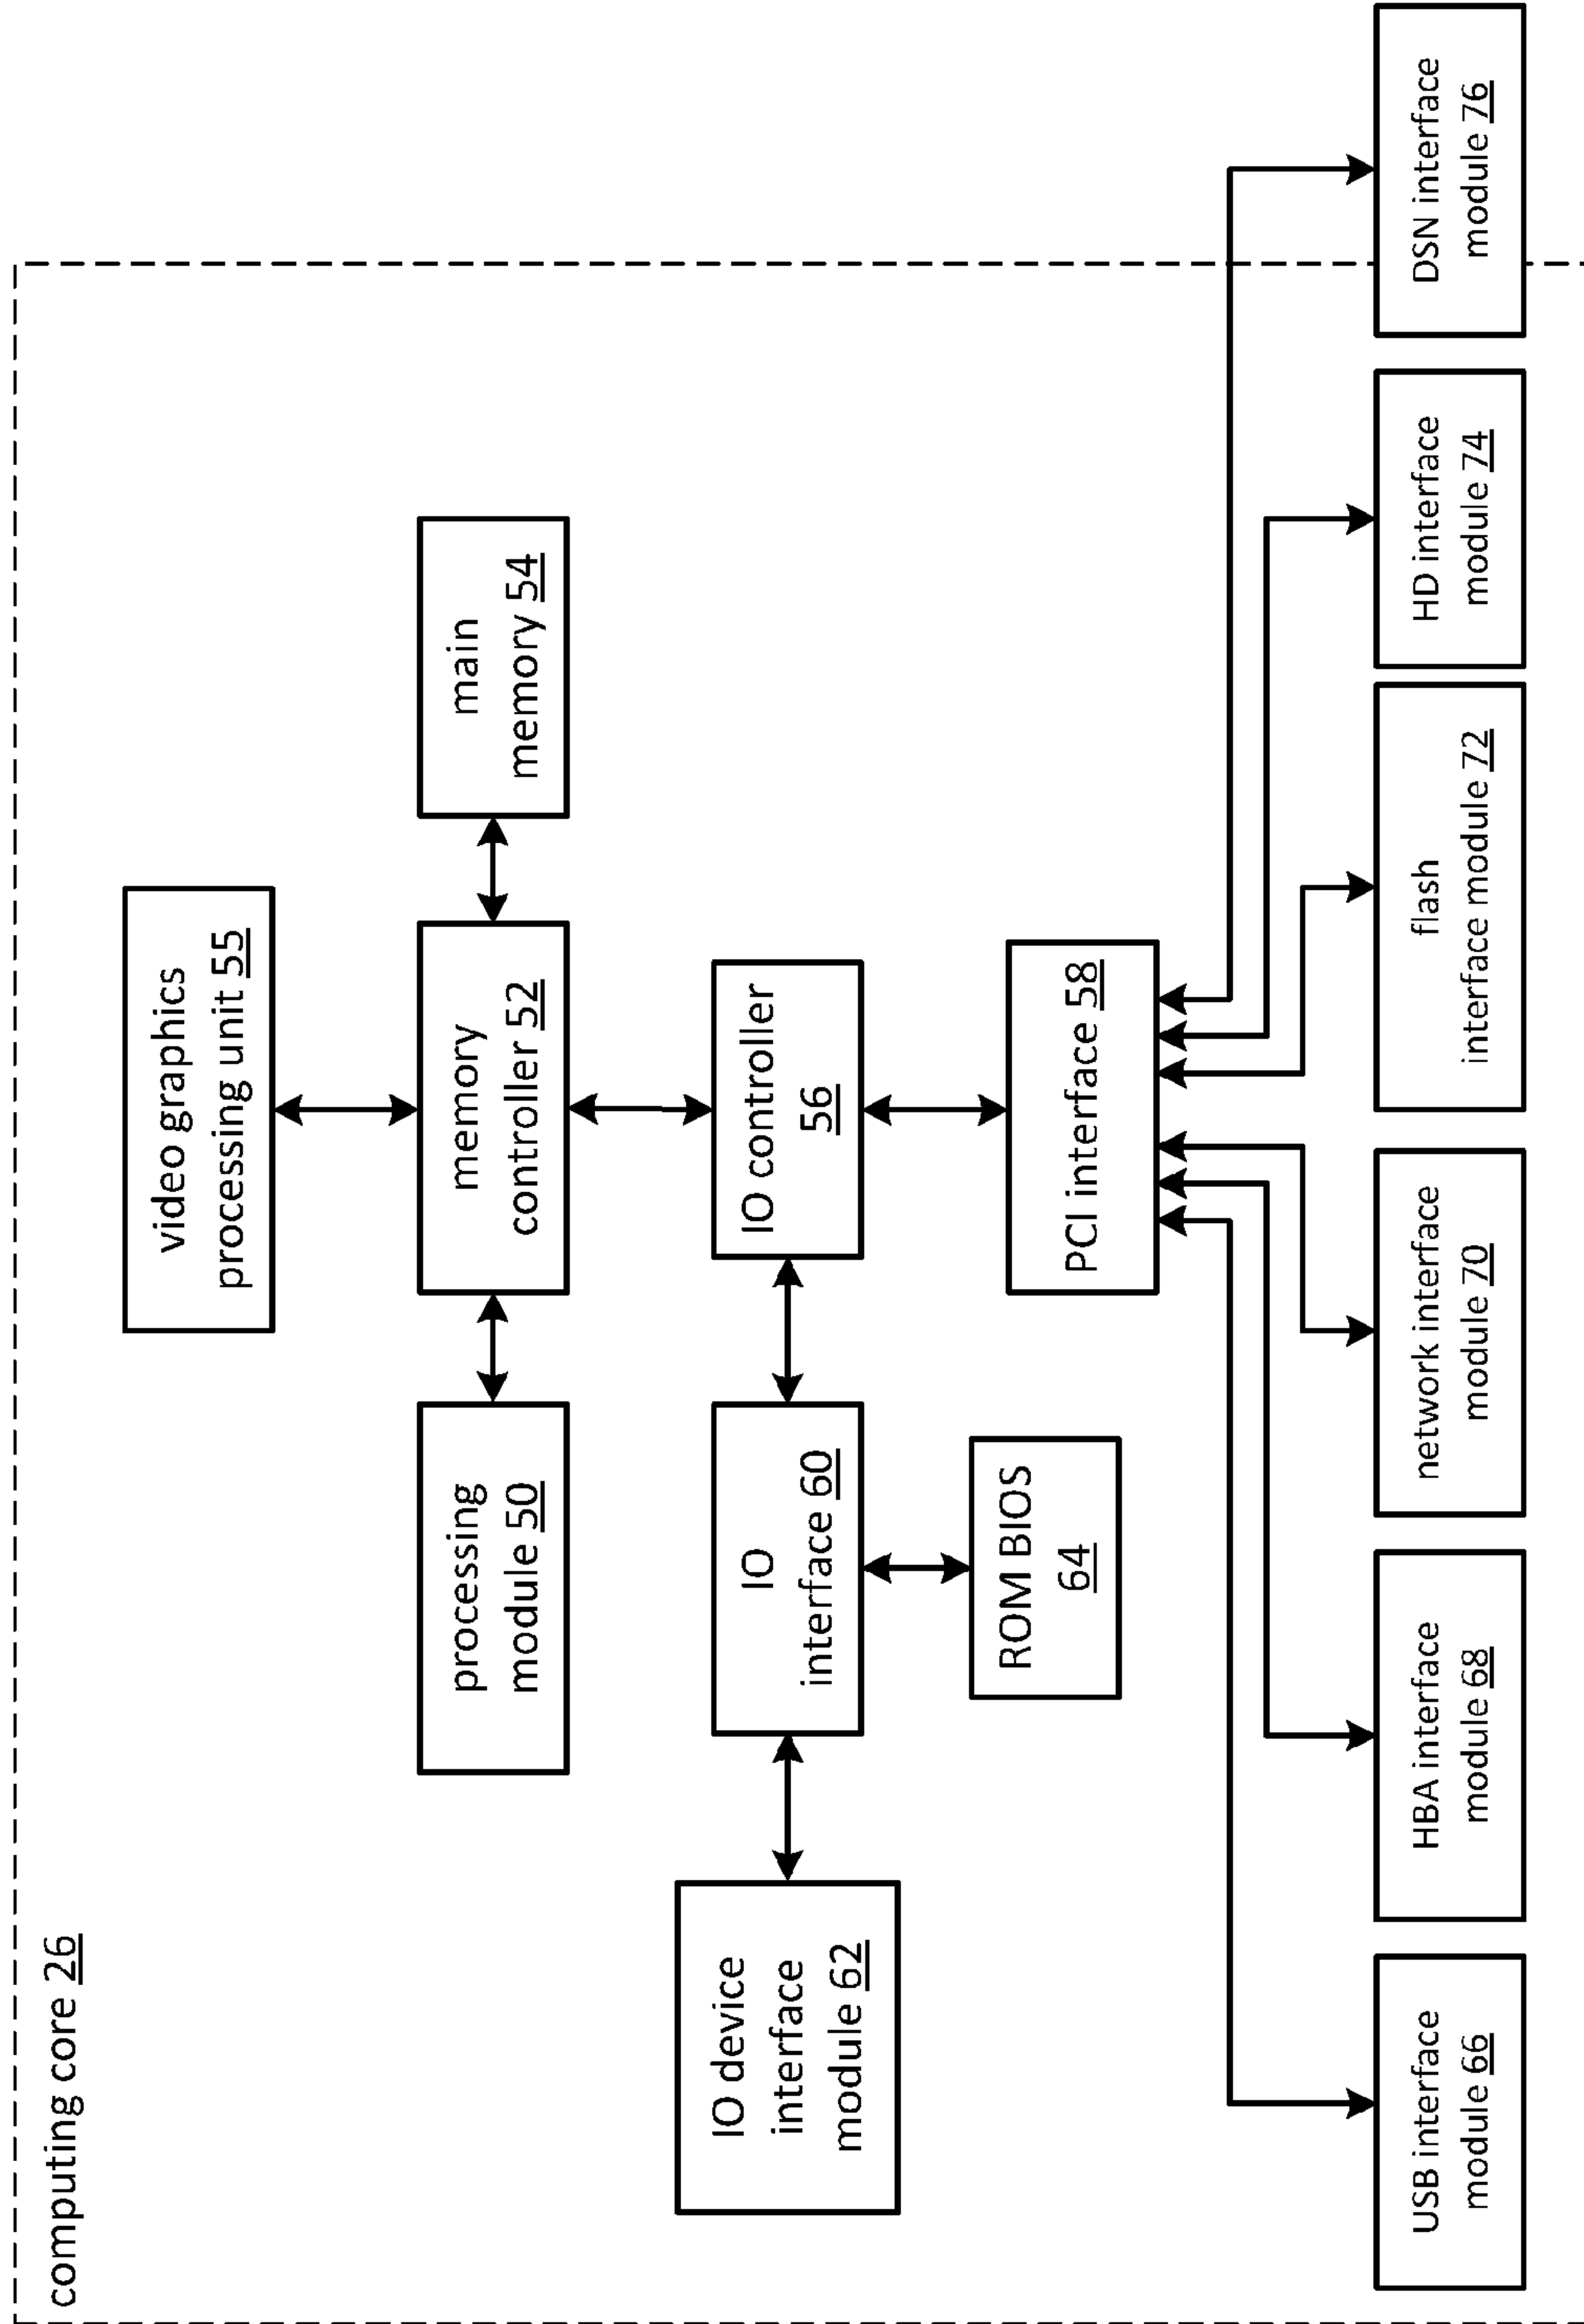 computing core 26
video graphics
processing unit 55
processing
module 50
memory
controller 52
main
memory 54
IO device
interface
module 62
IO
interface 60
IO controller
56
ROM BIOS
64
PCI interface 58
USB interface
module 66
HBA interface
module 68
network interface
module 70
flash
interface module 72
HD interface
module 74
DSN interface
module 76